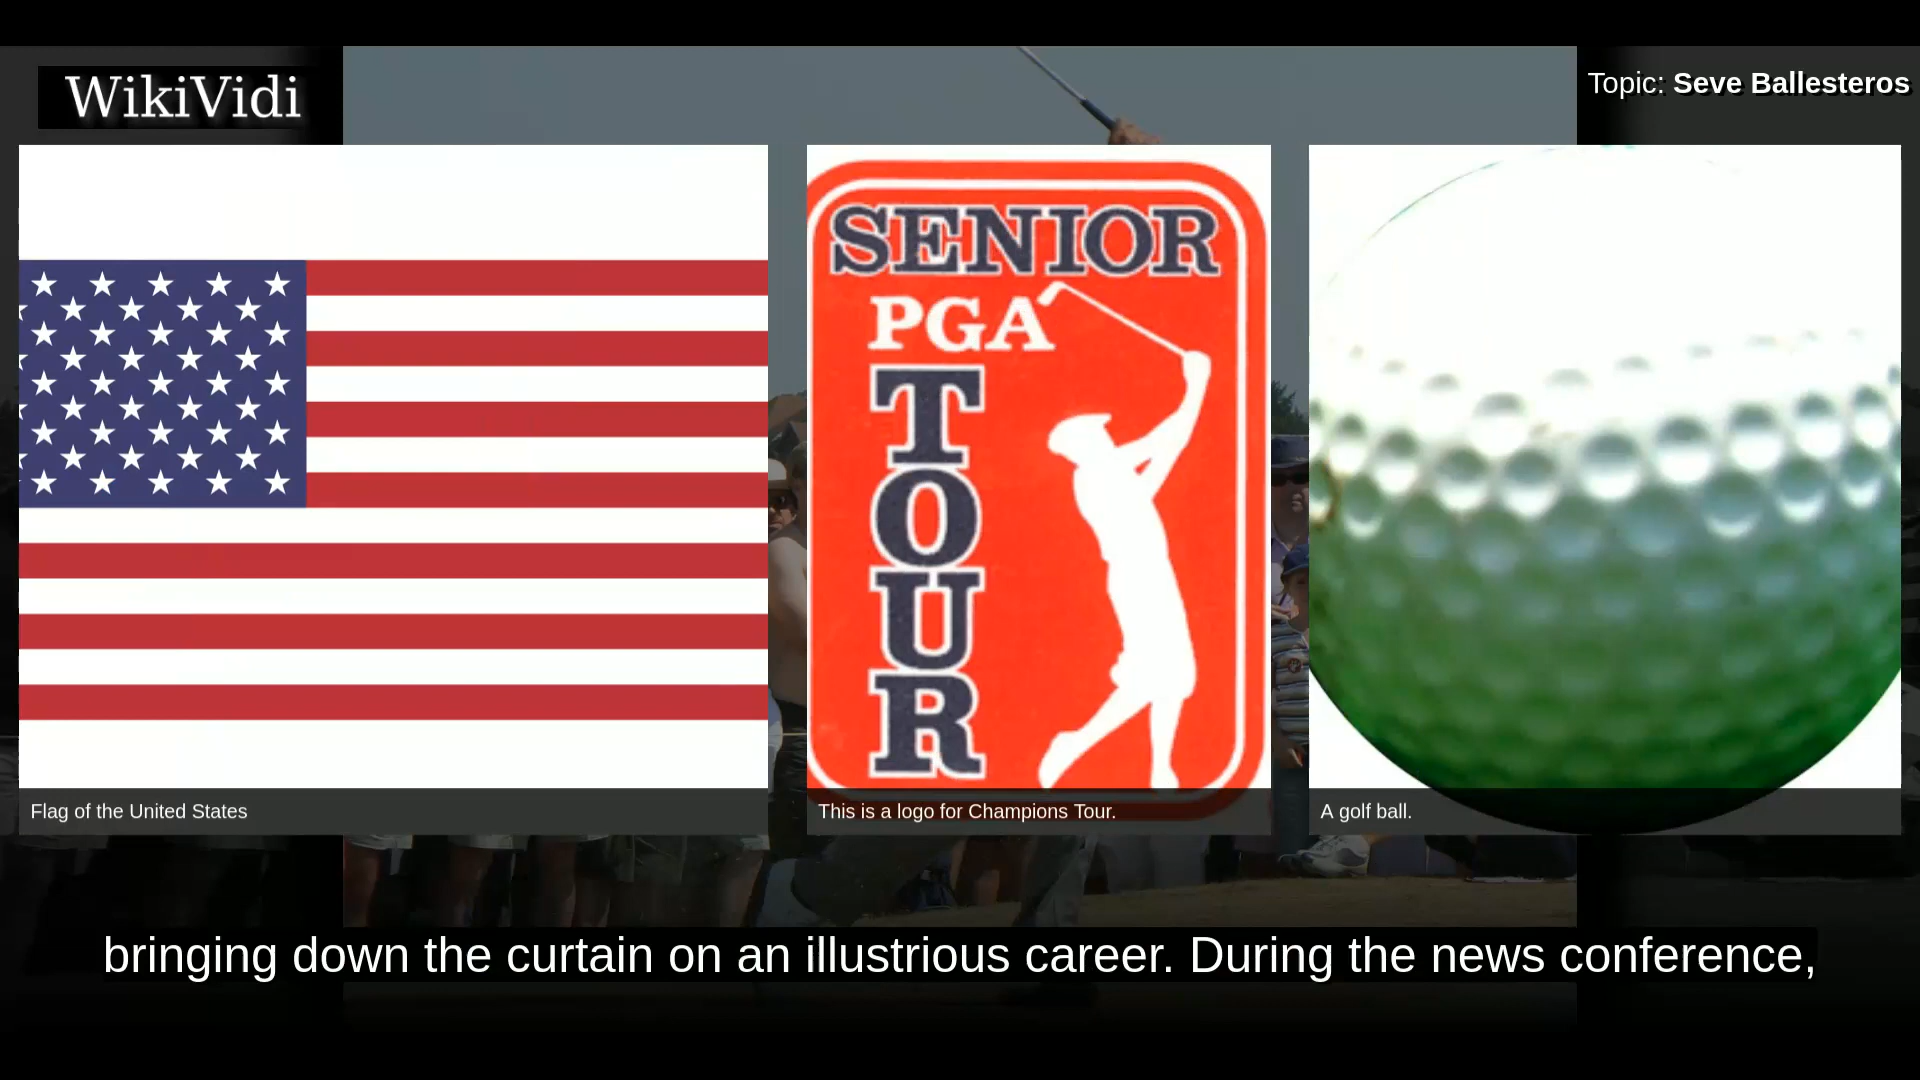 WikiVidi
Topic: Seve Ballesteros
SENIOR
PGA
TOUR
Flag of the United States
This is a logo for Champions Tour.
A golf ball.
bringing down the curtain on an illustrious career. During the news conference,